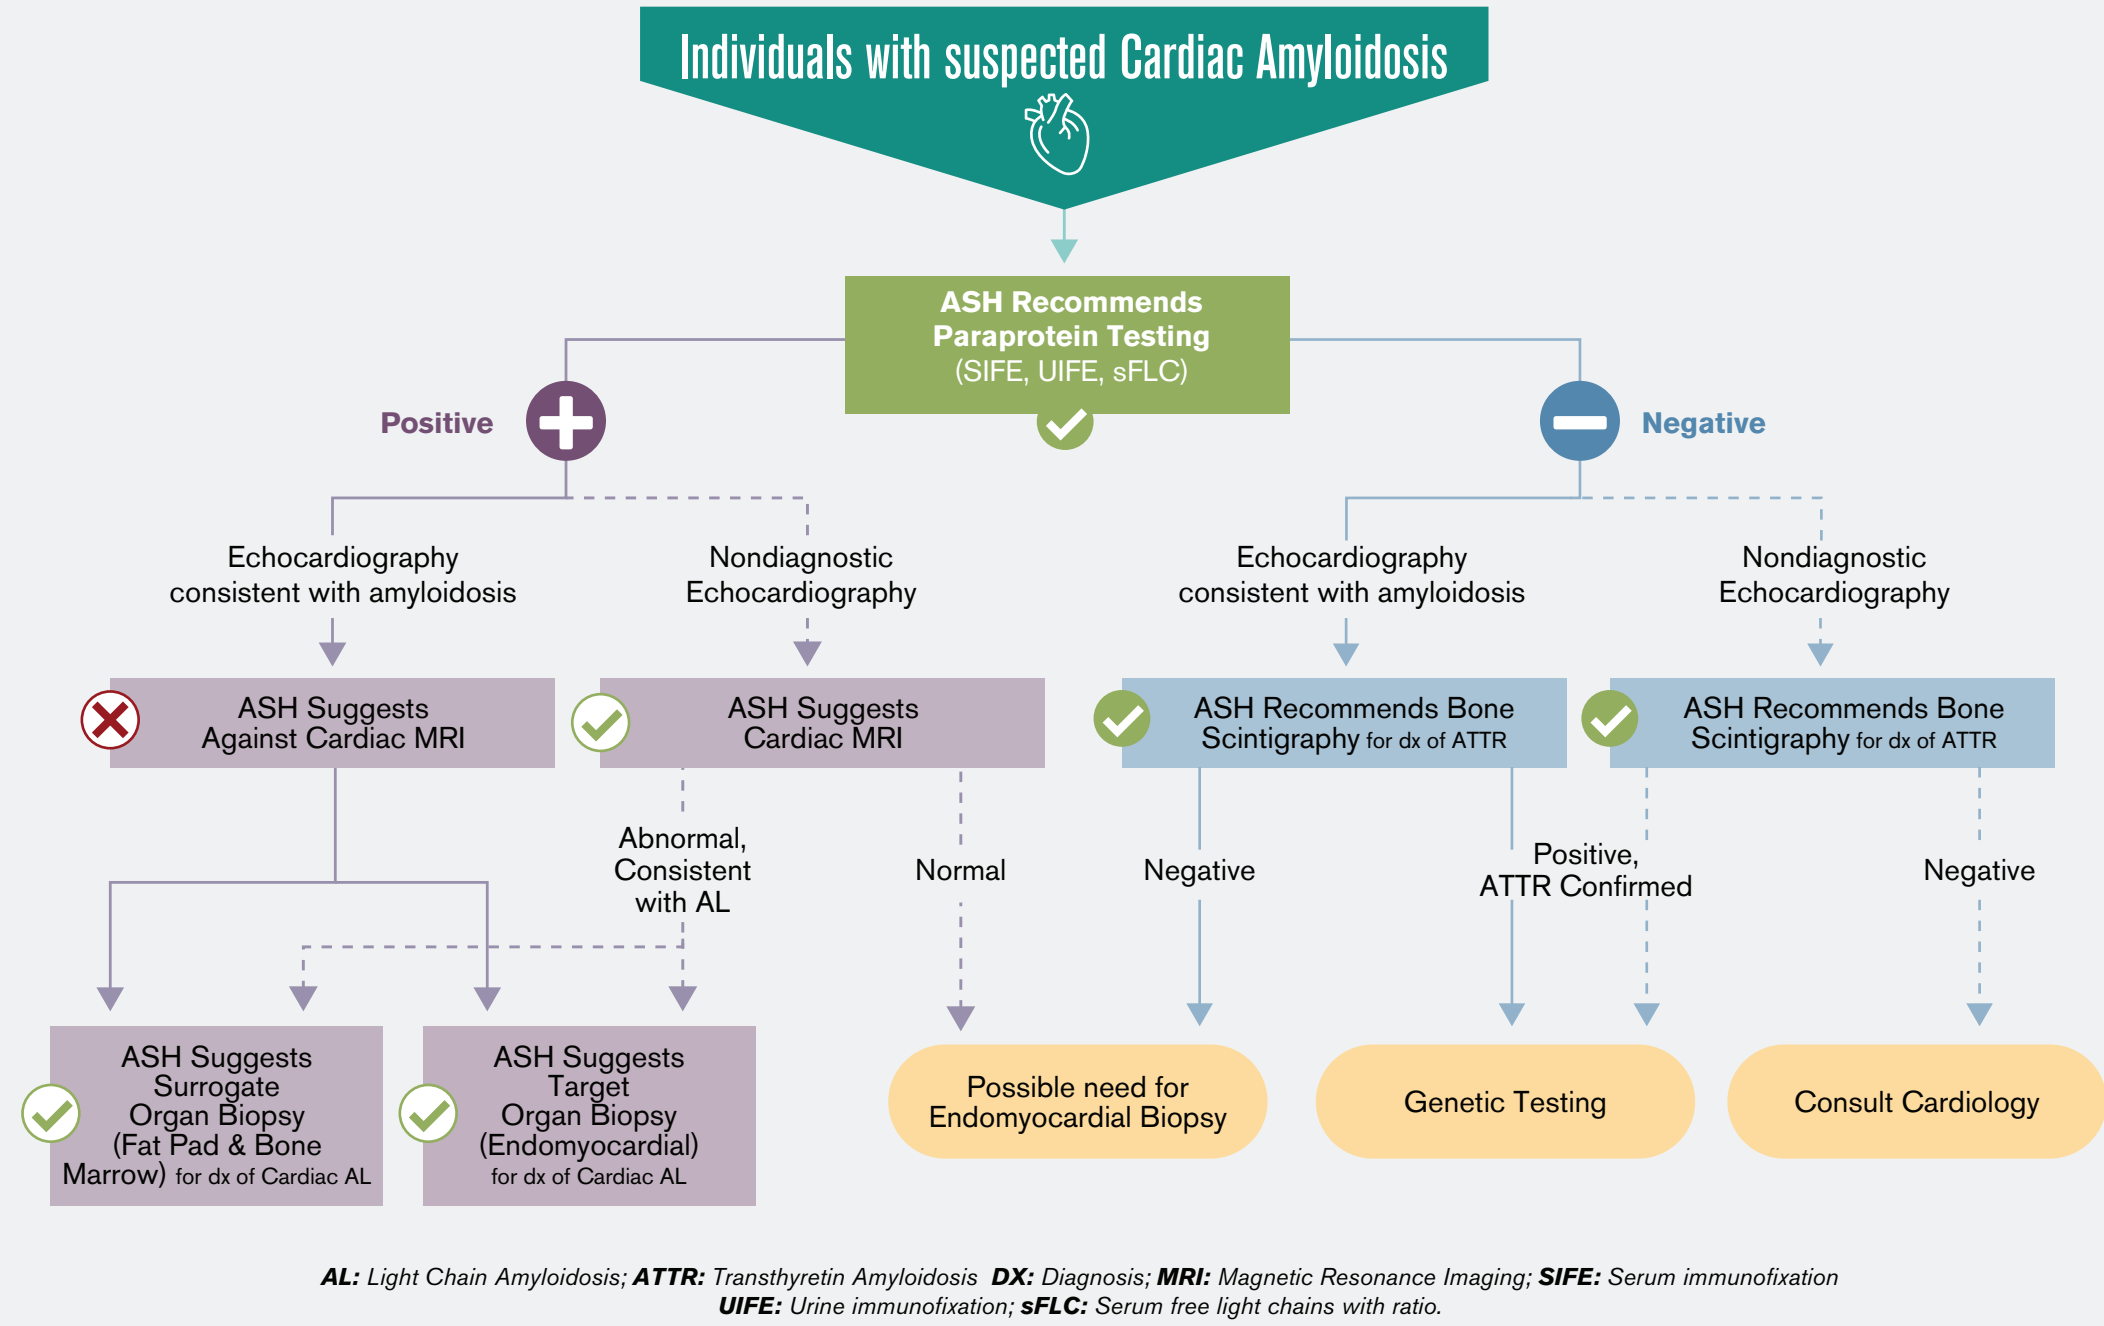 Individuals with suspected Cardiac Amyloidosis
ASH Recommends
Paraprotein Testing
(SIFE, UIFE, sFLC)
Positive
Negative
Echocardiography
consistent with amyloidosis
Nondiagnostic
Echocardiography
Echocardiography
consistent with amyloidosis
Nondiagnostic
Echocardiography
ASH Suggests
Against Cardiac MRI
ASH Suggests
Cardiac MRI
ASH Recommends Bone
Scintigraphy for dx of ATTR
ASH Recommends Bone
Scintigraphy for dx of ATTR
Abnormal,
Consistent
with AL
Normal
Negative
Positive,
ATTR Confirmed
Negative
ASH Suggests
Surrogate
Organ Biopsy
(Fat Pad & Bone
Marrow) for dx of Cardiac AL
ASH Suggests
Target
Organ Biopsy
(Endomyocardial)
for dx of Cardiac AL
Possible need for
Endomyocardial Biopsy
Genetic Testing
Consult Cardiology
AL: Light Chain Amyloidosis; ATTR: Transthyretin Amyloidosis DX: Diagnosis; MRI: Magnetic Resonance Imaging; SIFE: Serum immunofixation
UIFE: Urine immunofixation; sFLC: Serum free light chains with ratio.